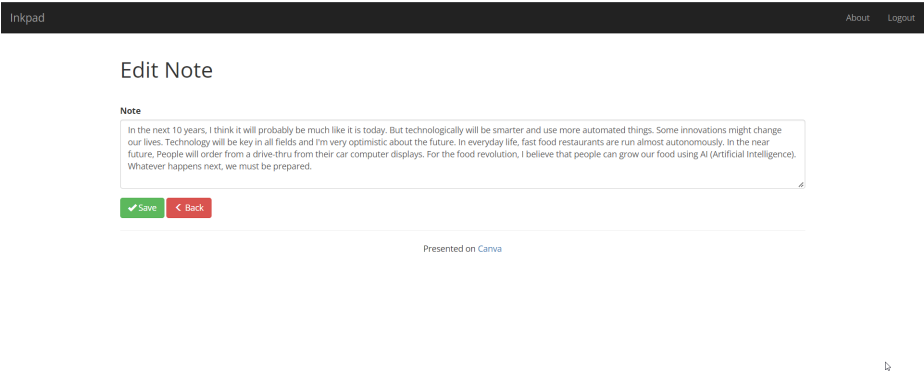 Inkpad
About
Logout
Edit Note
Note
In the next 10 years, I think it will probably be much like it is today. But technologically will be smarter and use more automated things. Some innovations might change
our lives. Technology will be key in all fields and I'm very optimistic about the future. In everyday life, fast food restaurants are run almost autonomously. In the near
future, People will order from a drive-thru from their car computer displays. For the food revolution, I believe that people can grow our food using AI (Artificial Intelligence).
Whatever happens next, we must be prepared.
Save
Back
Presented on Canva